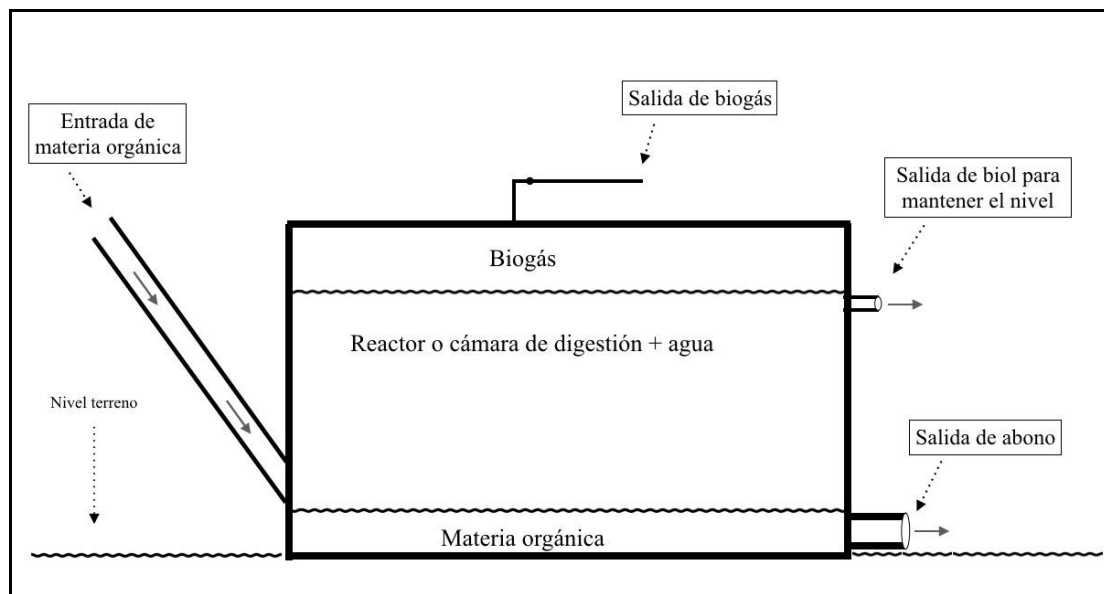 Salida de biogás
Entrada de
materia orgánica
Salida de biol para
mantener el nivel
Biogás
Reactor o cámara de digestión + agua
Nivel terreno
Salida de abono
Materia orgánica